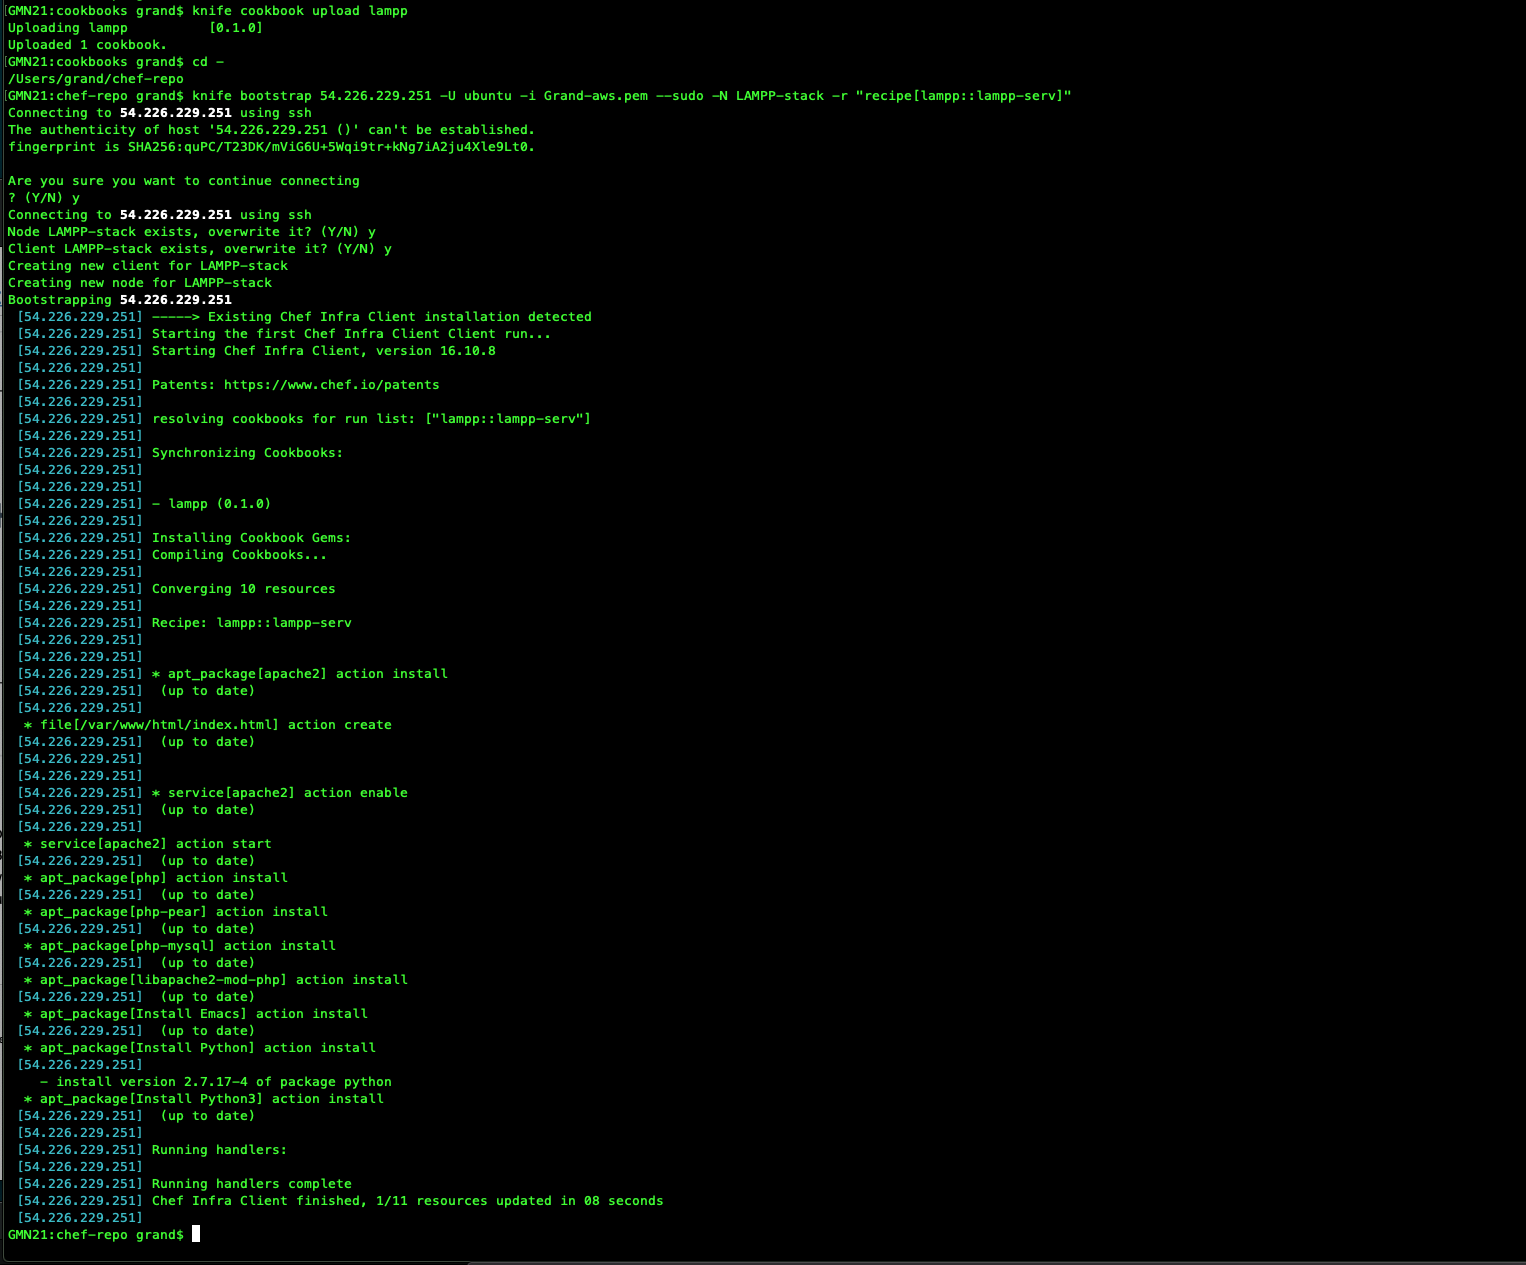 GMN21:cookbooks grand$ knife cookbook upload lampp
Uploading lampp          [0.1.0]
Uploaded 1 cookbook.
GMN21:cookbooks grand$ cd -
/Users/grand/chef-repo
GMN21:chef-repo grand$ knife bootstrap 54.226.229.251 -U ubuntu -i Grand-aws.pem --sudo -N LAMPP-stack -r "recipe[lampp::lampp-serv]"
Connecting to 54.226.229.251 using ssh
The authenticity of host '54.226.229.251 ()' can't be established.
fingerprint is SHA256:quPC/T23DK/mViG6U+5Wqi9tr+kNg7iA2ju4Xle9Lt0.
Are you sure you want to continue connecting
? (Y/N) y
Connecting to 54.226.229.251 using ssh
Node LAMPP-stack exists, overwrite it? (Y/N) y
Client LAMPP-stack exists, overwrite it? (Y/N) y
Creating new client for LAMPP-stack
Creating new node for LAMPP-stack
Bootstrapping 54.226.229.251
[54.226.229.251] -----> Existing Chef Infra Client installation detected
[54.226.229.251] Starting the first Chef Infra Client Client run...
[54.226.229.251] Starting Chef Infra Client, version 16.10.8
[54.226.229.251]
[54.226.229.251] Patents: https://www.chef.io/patents
[54.226.229.251]
[54.226.229.251] resolving cookbooks for run list: ["lampp::lampp-serv"]
[54.226.229.251]
[54.226.229.251] Synchronizing Cookbooks:
[54.226.229.251]
[54.226.229.251]
[54.226.229.251] - lampp (0.1.0)
[54.226.229.251]
[54.226.229.251] Installing Cookbook Gems:
[54.226.229.251] Compiling Cookbooks...
[54.226.229.251]
[54.226.229.251] Converging 10 resources
[54.226.229.251]
[54.226.229.251] Recipe: lampp::lampp-serv
[54.226.229.251]
[54.226.229.251]
[54.226.229.251] * apt_package[apache2] action install
[54.226.229.251]  (up to date)
[54.226.229.251]
* file[/var/www/html/index.html] action create
[54.226.229.251]  (up to date)
[54.226.229.251]
[54.226.229.251]
[54.226.229.251] * service[apache2] action enable
[54.226.229.251]  (up to date)
[54.226.229.251]
* service[apache2] action start
[54.226.229.251]  (up to date)
* apt_package[php] action install
[54.226.229.251]  (up to date)
* apt_package[php-pear] action install
[54.226.229.251]  (up to date)
* apt_package[php-mysql] action install
[54.226.229.251]  (up to date)
* apt_package[libapache2-mod-php] action install
[54.226.229.251]  (up to date)
* apt_package[Install Emacs] action install
[54.226.229.251]  (up to date)
* apt_package[Install Python] action install
[54.226.229.251]
- install version 2.7.17-4 of package python
* apt_package[Install Python3] action install
[54.226.229.251]  (up to date)
[54.226.229.251]
[54.226.229.251] Running handlers:
[54.226.229.251]
[54.226.229.251] Running handlers complete
[54.226.229.251] Chef Infra Client finished, 1/11 resources updated in 08 seconds
[54.226.229.251]
GMN21:chef-repo grand$